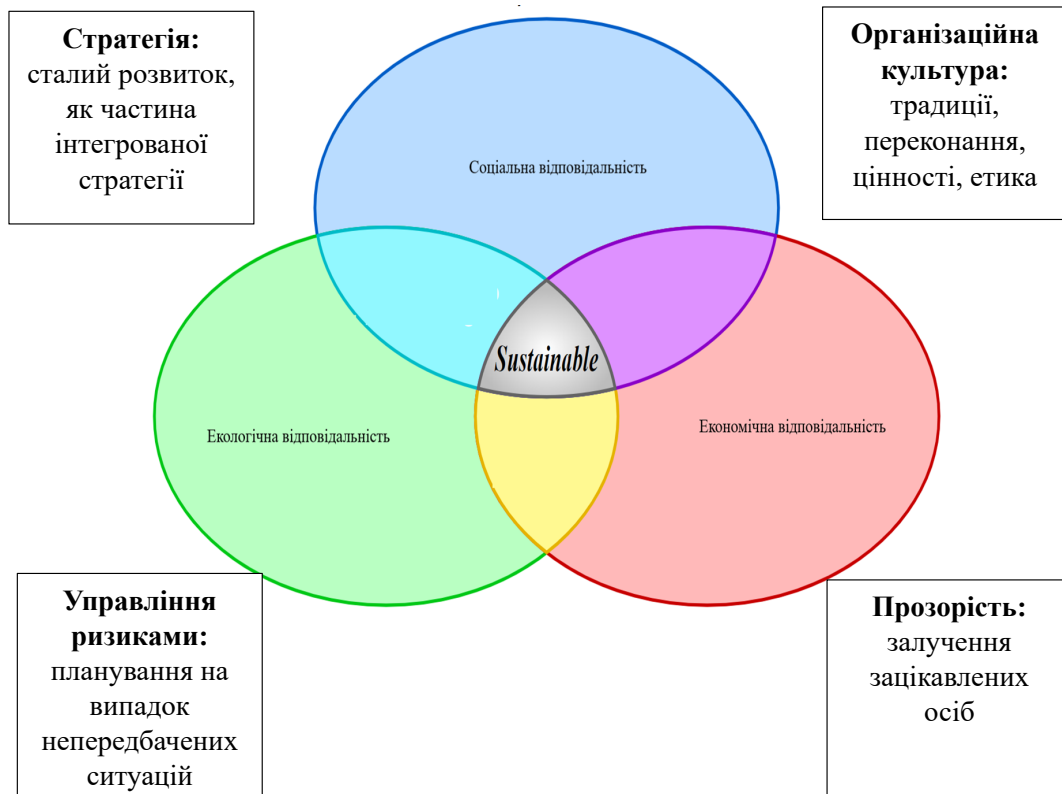 Стратегія:
сталий розвиток,
як частина
інтегрованої
стратегії
Організаційна
культура:
традиції,
переконання,
цінності, етика
Соціальна відповідальність
Sustainable
Екологічна відповідальність
Економічна відповідальність
Управління
ризиками:
планування на
випадок
непередбачених
ситуацій
Прозорість:
залучення
зацікавлених
осіб